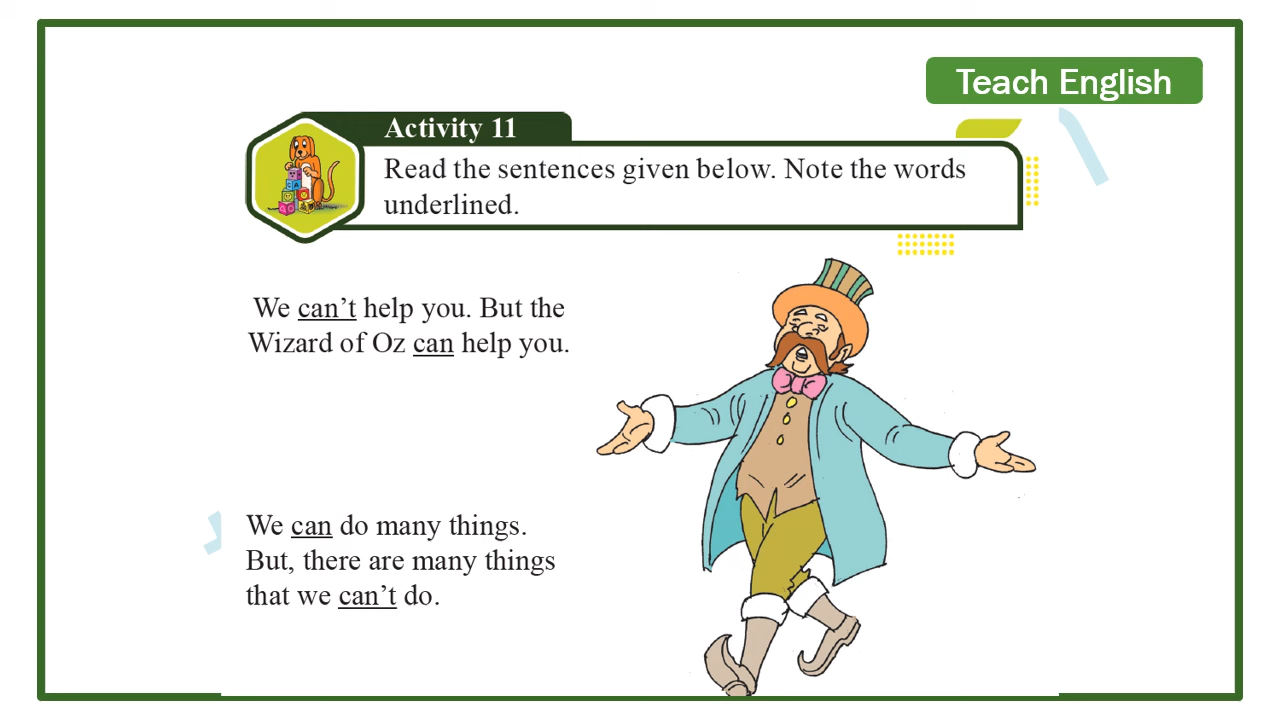 Teach English
Activity 11
Read the sentences given below. Note the words
underlined.
We can’t help you. But the
Wizard of Oz can help you.
We can do many things.
But, there are many things
that we can’t do.